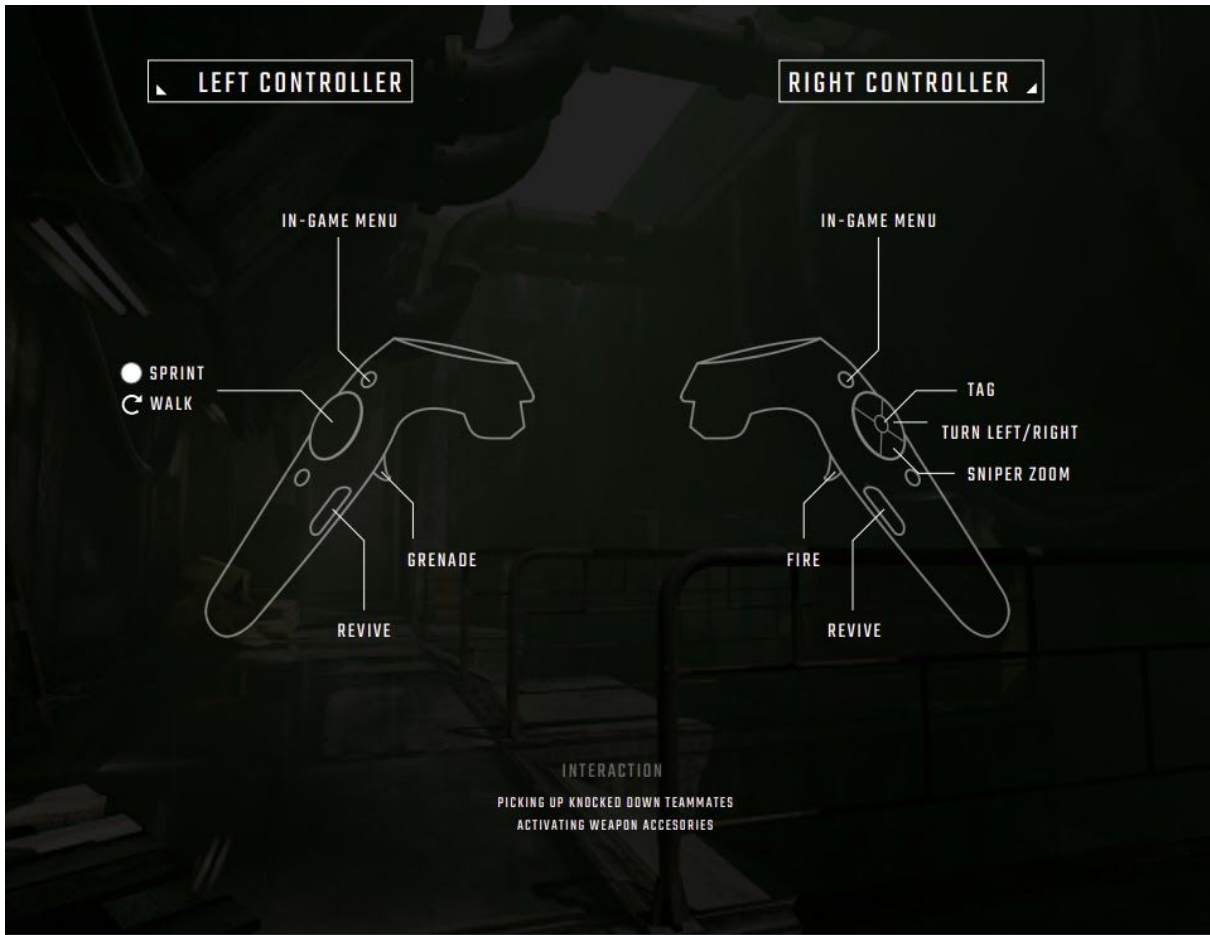 LEFT CONTROLLER
RIGHT CONTROLLER
IN-GAME MENU
IN-GAME MENU
SPRINT
WALK
TAG
TURN LEFT/RIGHT
SNIPER ZOOM
GRENADE
FIRE
REVIVE
REVIVE
INTERACTION
PICKING UP KNOCKED DOWN TEAMMATES
ACTIVATING WEAPON ACCESORIES